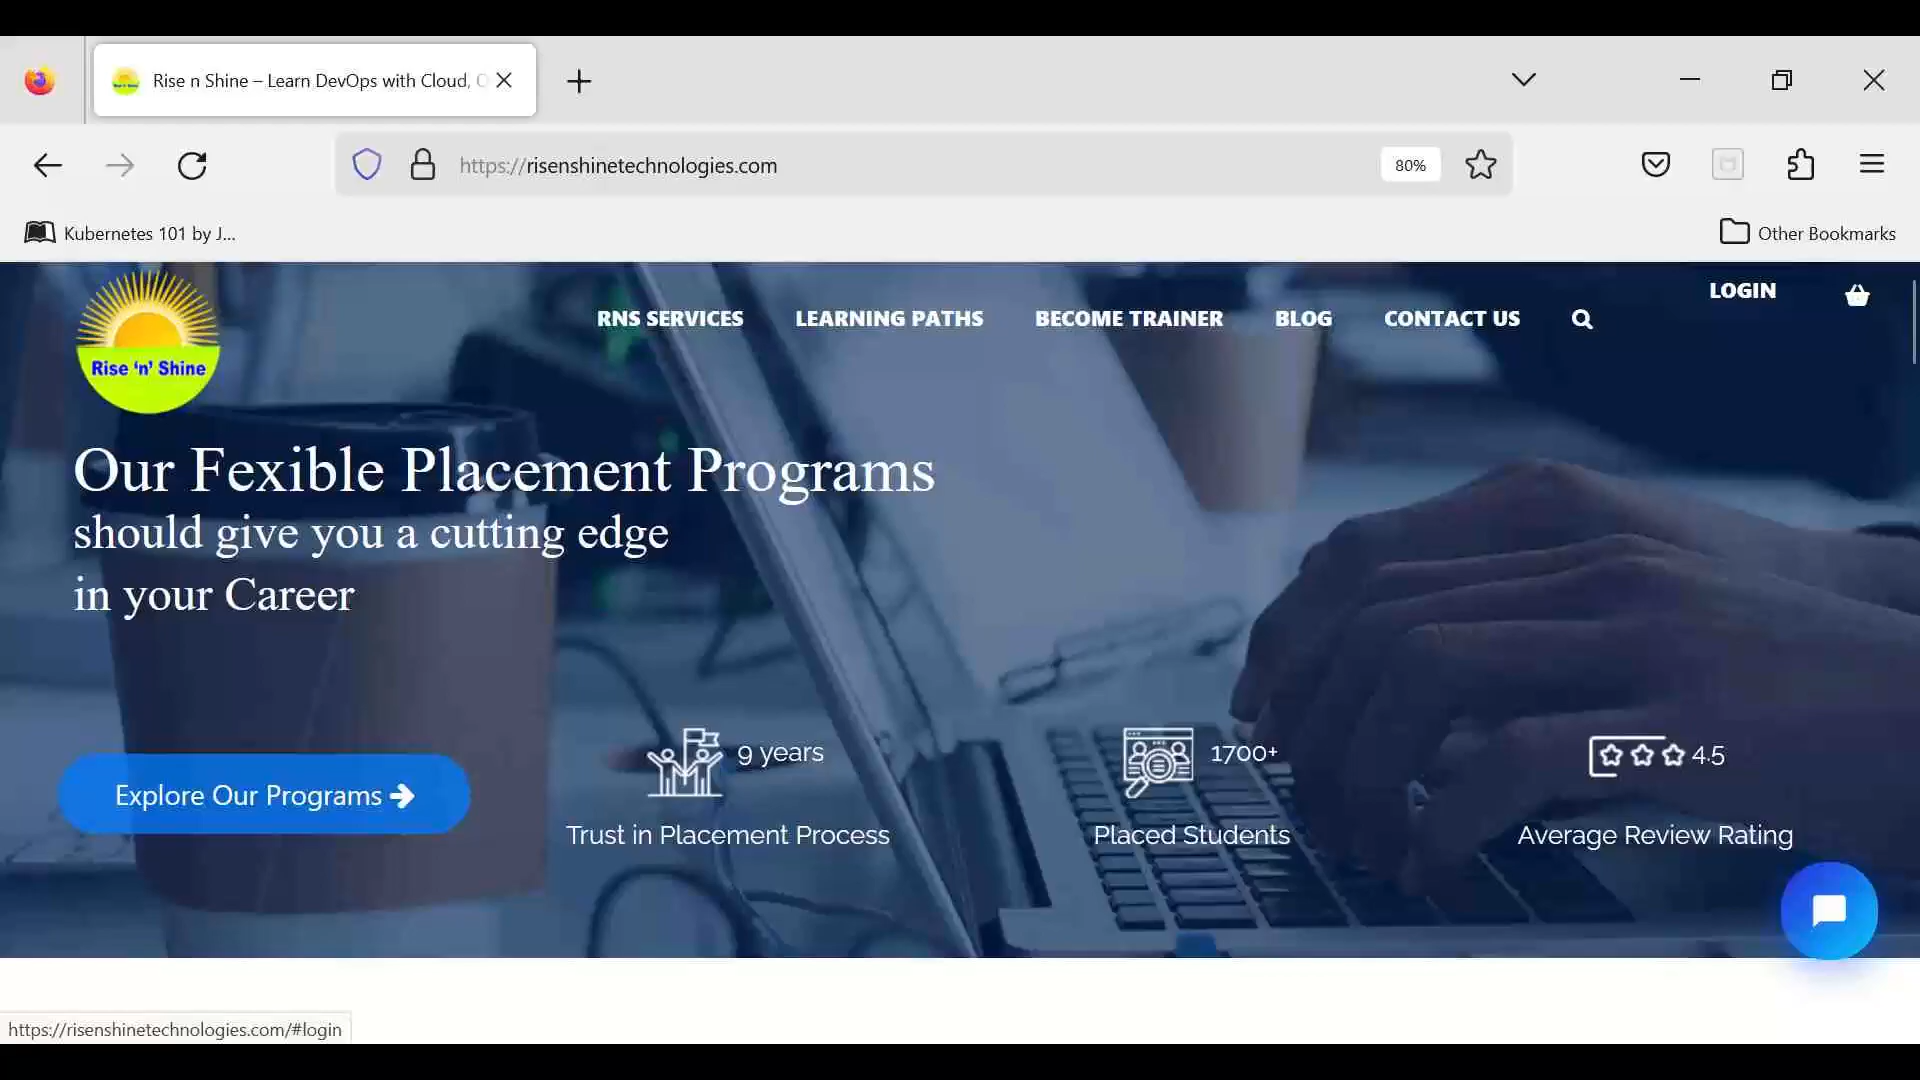 Rise n Shine – Learn DevOps with Cloud,
https://risenshinetechnologies.com
80%
Kubernetes 101 by J...
Other Bookmarks
LOGIN
RNS SERVICES
LEARNING PATHS
BECOME TRAINER
BLOG
CONTACT US
Rise 'n' Shine
Our Fexible Placement Programs
should give you a cutting edge
in your Career
Explore Our Programs
9 years
Trust in Placement Process
1700+
Placed Students
4.5
Average Review Rating
https://risenshinetechnologies.com/#login